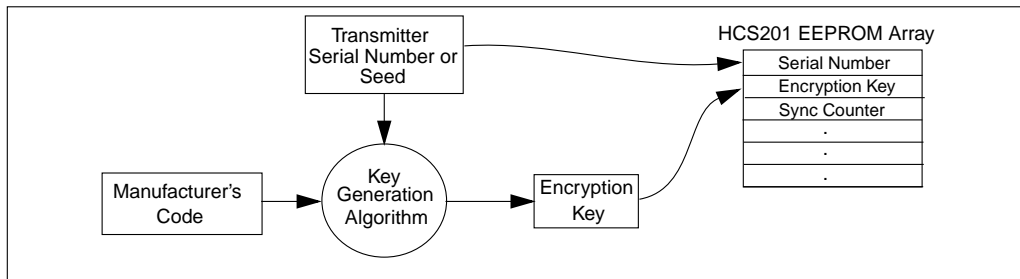 Transmitter
Serial Number or
Seed
HCS201 EEPROM Array
Serial Number
Encryption Key
Sync Counter
.
.
.
Manufacturer's
Code
Key
Generation
Algorithm
Encryption
Key